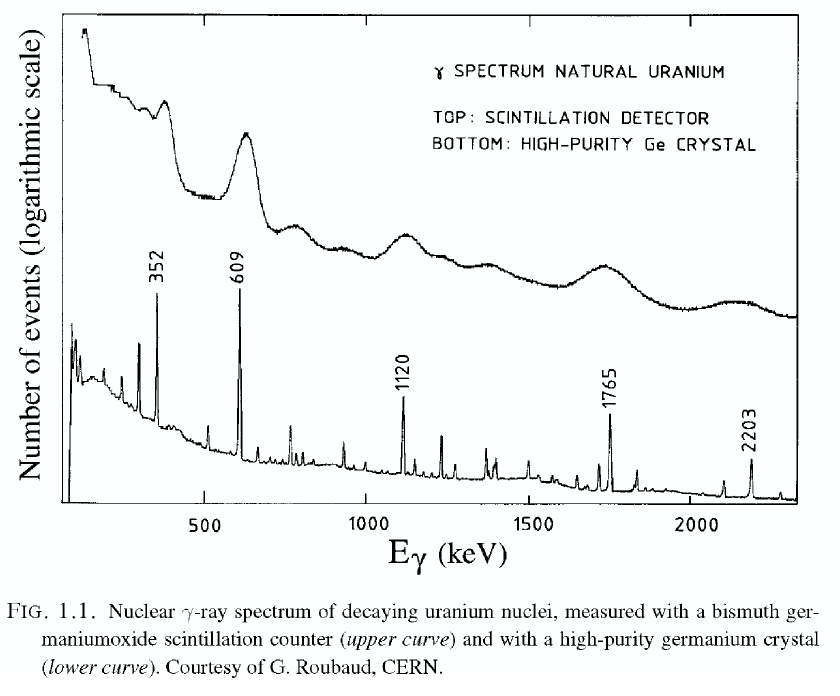 Number of events (logarithmic scale)
γ SPECTRUM NATURAL URANIUM
TOP: SCINTILLATION DETECTOR
BOTTOM: HIGH-PURITY Ge CRYSTAL
352
609
1120
1765
2203
500
1000
1500
2000
Eγ (keV)
FIG. 1.1. Nuclear γ-ray spectrum of decaying uranium nuclei, measured with a bismuth ger-
maniumoxide scintillation counter (upper curve) and with a high-purity germanium crystal
(lower curve). Courtesy of G. Roubaud, CERN.